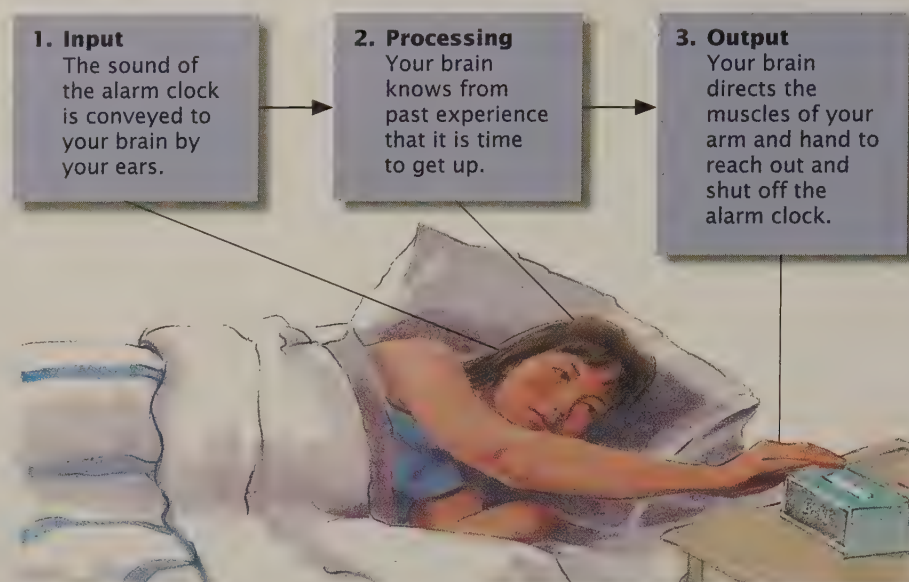 1. Input
The sound of
the alarm clock
is conveyed to
your brain by
your ears.
2. Processing
Your brain
knows from
past experience
that it is time
to get up.
3. Output
Your brain
directs the
muscles of your
arm and hand to
reach out and
shut off the
alarm clock.